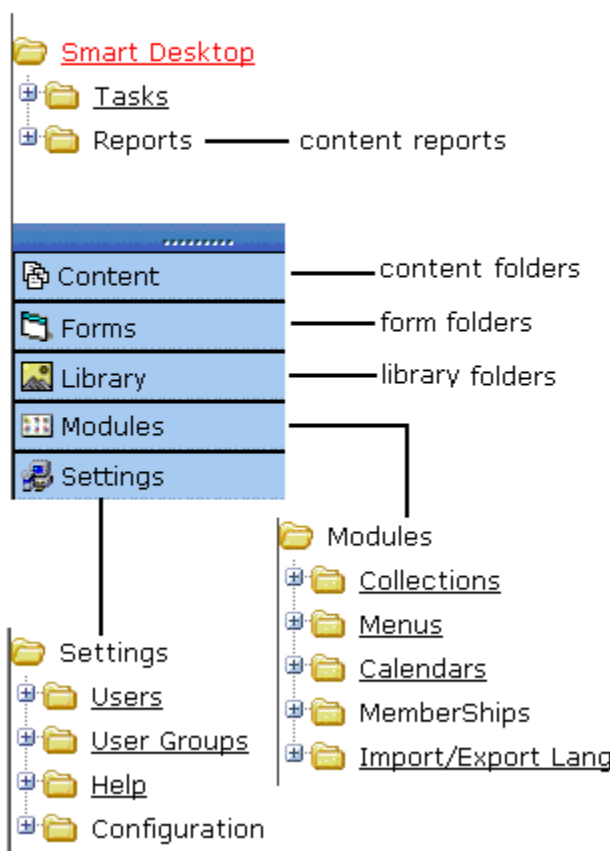 Smart Desktop
Tasks
Reports content reports
Content content folders
Forms form folders
Library library folders
Modules
Settings
Modules
Collections
Menus
Calendars
MemberShips
Import/Export Lang
Settings
Users
User Groups
Help
Configuration